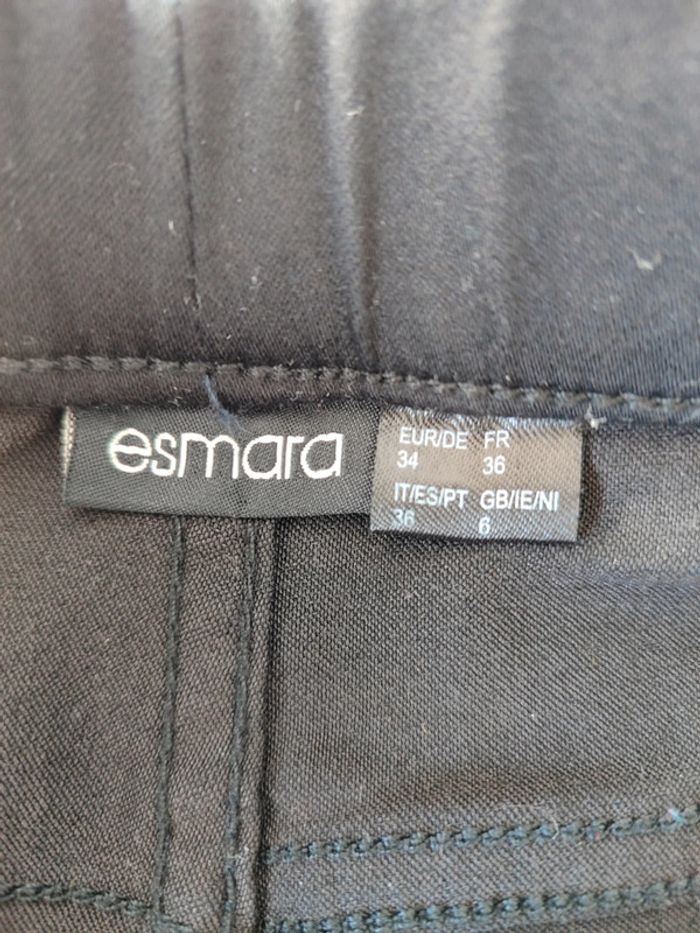 esmara
EUR/DE FR
34 36
IT/ES/PT GB/IE/NI
36 6